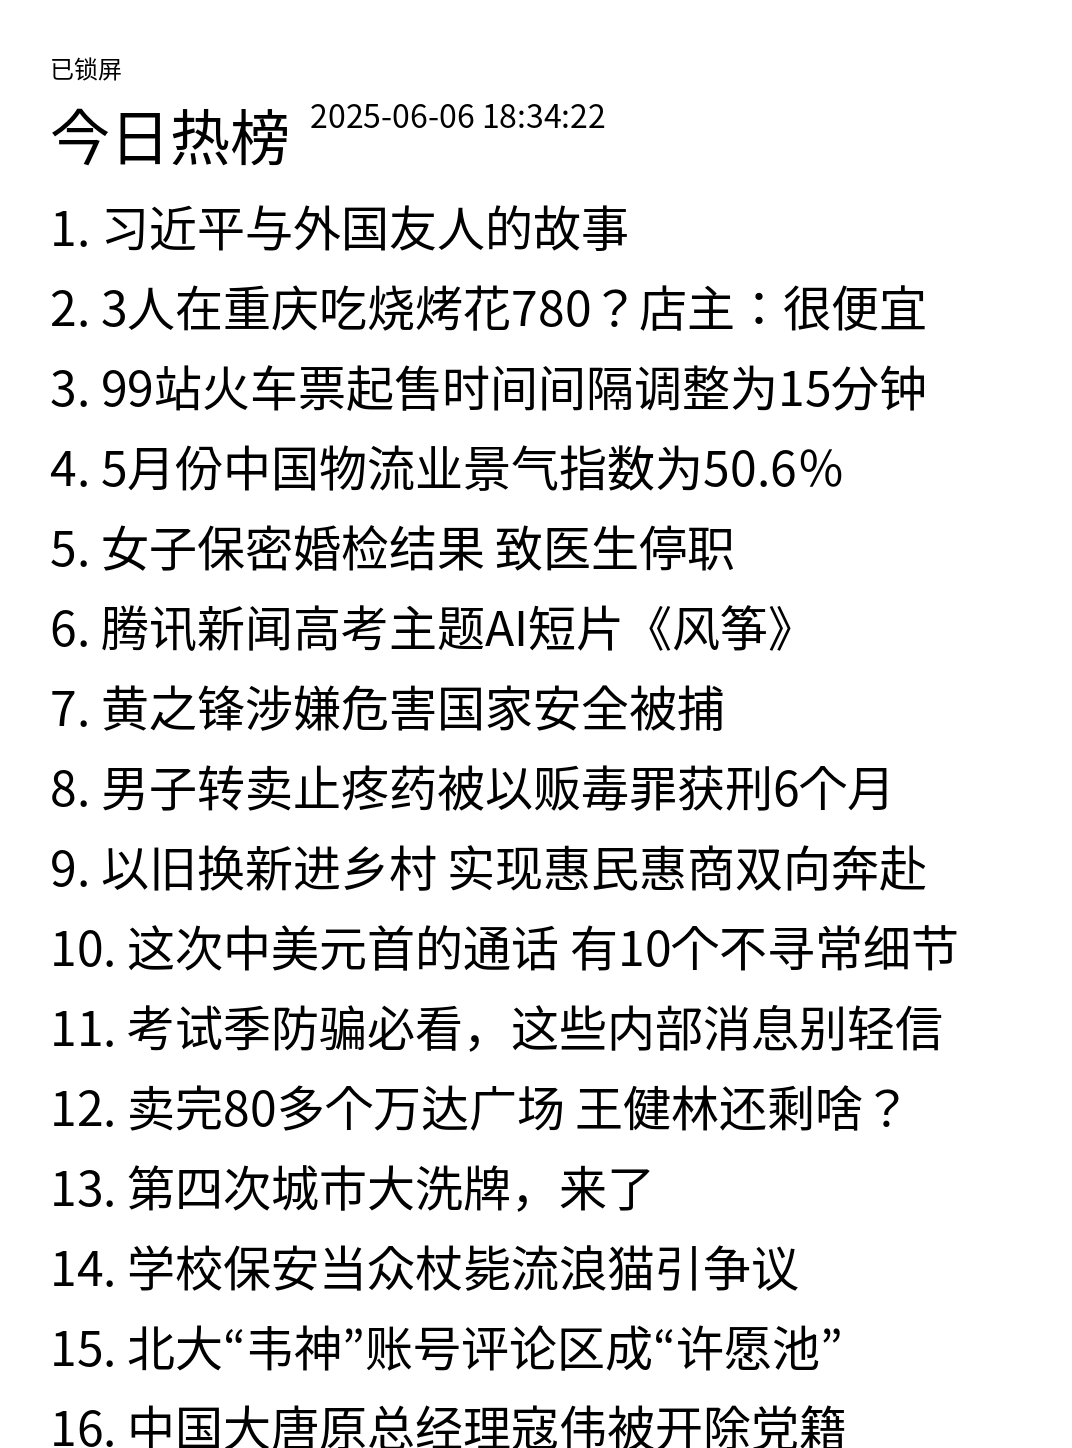 已锁屏
今日热榜 2025-06-06 18:34:22
1. 习近平与外国友人的故事
2. 3人在重庆吃烧烤花780？店主：很便宜
3. 99站火车票起售时间间隔调整为15分钟
4. 5月份中国物流业景气指数为50.6%
5. 女子保密婚检结果 致医生停职
6. 腾讯新闻高考主题AI短片《风筝》
7. 黄之锋涉嫌危害国家安全被捕
8. 男子转卖止疼药被以贩毒罪获刑6个月
9. 以旧换新进乡村 实现惠民惠商双向奔赴
10. 这次中美元首的通话 有10个不寻常细节
11. 考试季防骗必看，这些内部消息别轻信
12. 卖完80多个万达广场 王健林还剩啥？
13. 第四次城市大洗牌，来了
14. 学校保安当众杖毙流浪猫引争议
15. 北大“韦神”账号评论区成“许愿池”
16. 中国大唐原总经理寇伟被开除党籍